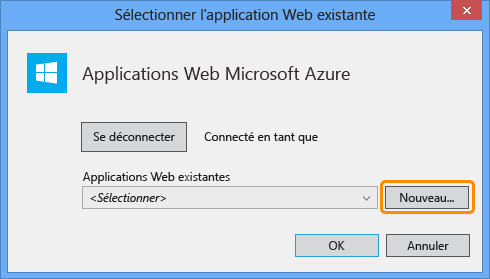 Sélectionner l'application Web existante
Applications Web Microsoft Azure
Se déconnecter Connecté en tant que
Applications Web existantes
<Sélectionner> Nouveau...
OK Annuler